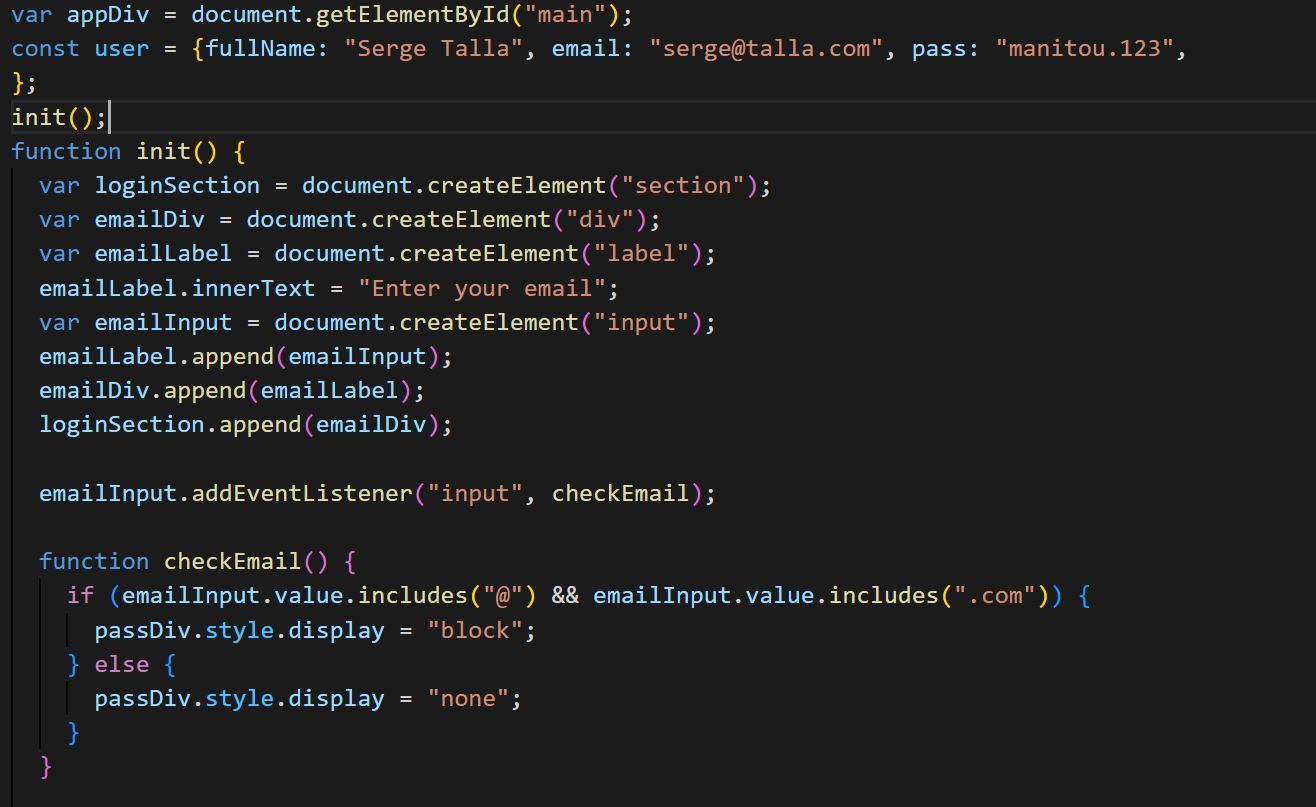 var appDiv = document.getElementById("main");
const user = {fullName: "Serge Talla", email: "serge@talla.com", pass: "manitou.123",
};
init();
function init() {
  var loginSection = document.createElement("section");
  var emailDiv = document.createElement("div");
  var emailLabel = document.createElement("label");
  emailLabel.innerText = "Enter your email";
  var emailInput = document.createElement("input");
  emailLabel.append(emailInput);
  emailDiv.append(emailLabel);
  loginSection.append(emailDiv);

  emailInput.addEventListener("input", checkEmail);

  function checkEmail() {
    if (emailInput.value.includes("@") && emailInput.value.includes(".com")) {
      passDiv.style.display = "block";
    } else {
      passDiv.style.display = "none";
    }
  }